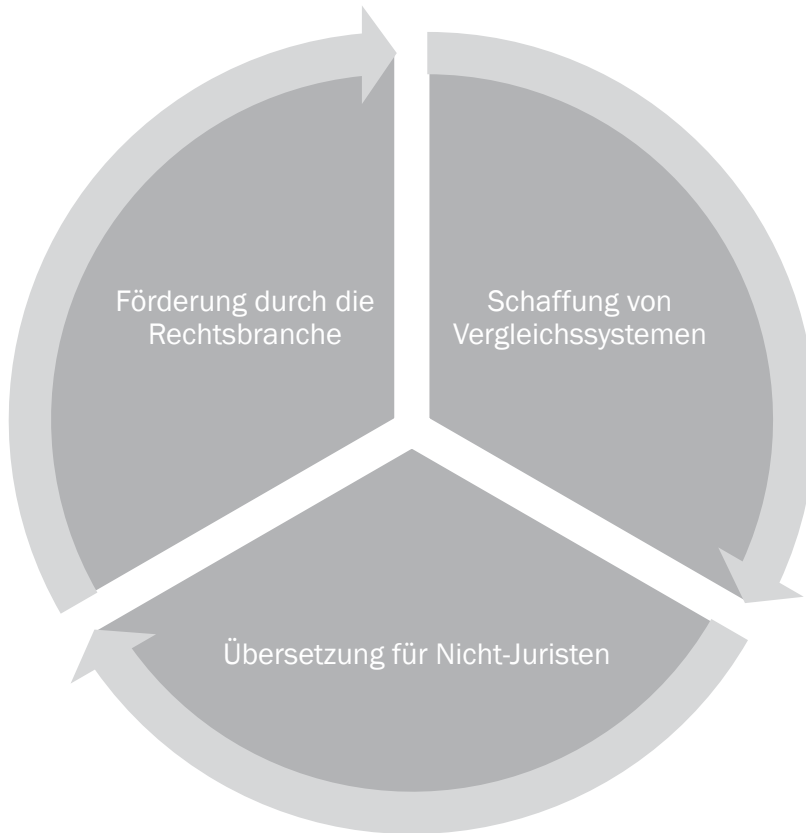 Förderung durch die
Rechtsbranche
Schaffung von
Vergleichssystemen
Übersetzung für Nicht-Juristen